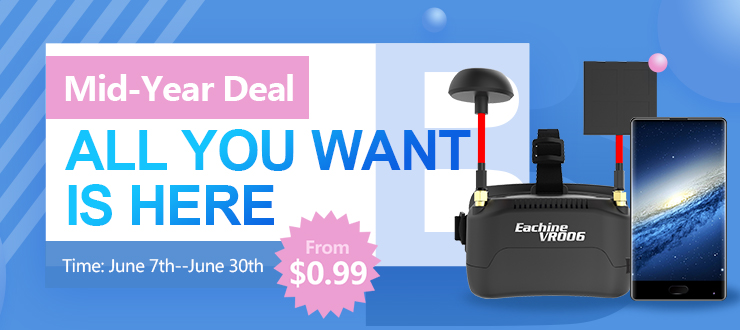 Mid-Year Deal
ALL YOU WANT
IS HERE
Time: June 7th--June 30th
From
$0.99
Eachine
VR006